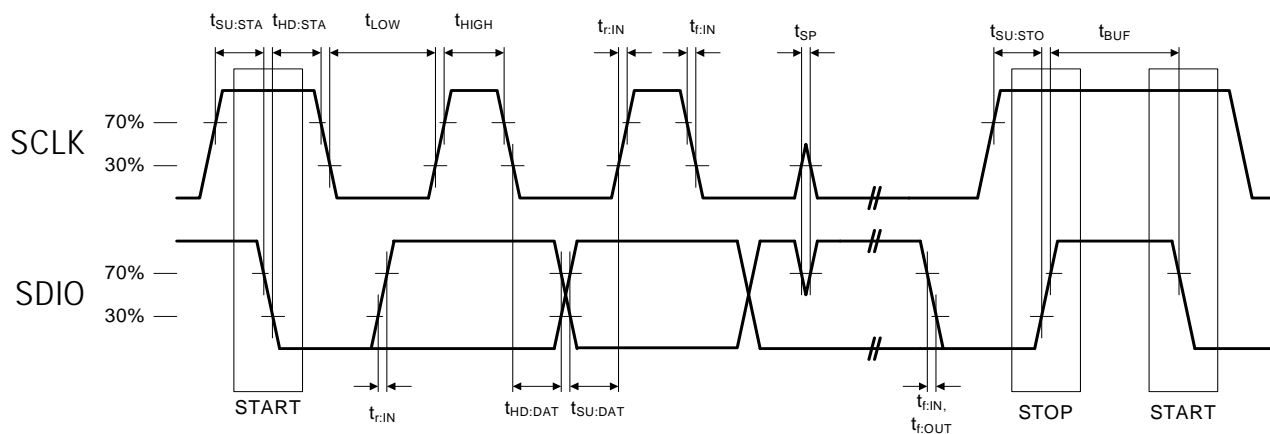 tSU:STA tHD:STA tLOW tHIGH tr:IN tf:IN tSP tSU:STO tBUF
SCLK
70%
30%
SDIO
70%
30%
START
tr:IN
tHD:DAT tSU:DAT
tf:IN,
tf:OUT
STOP
START